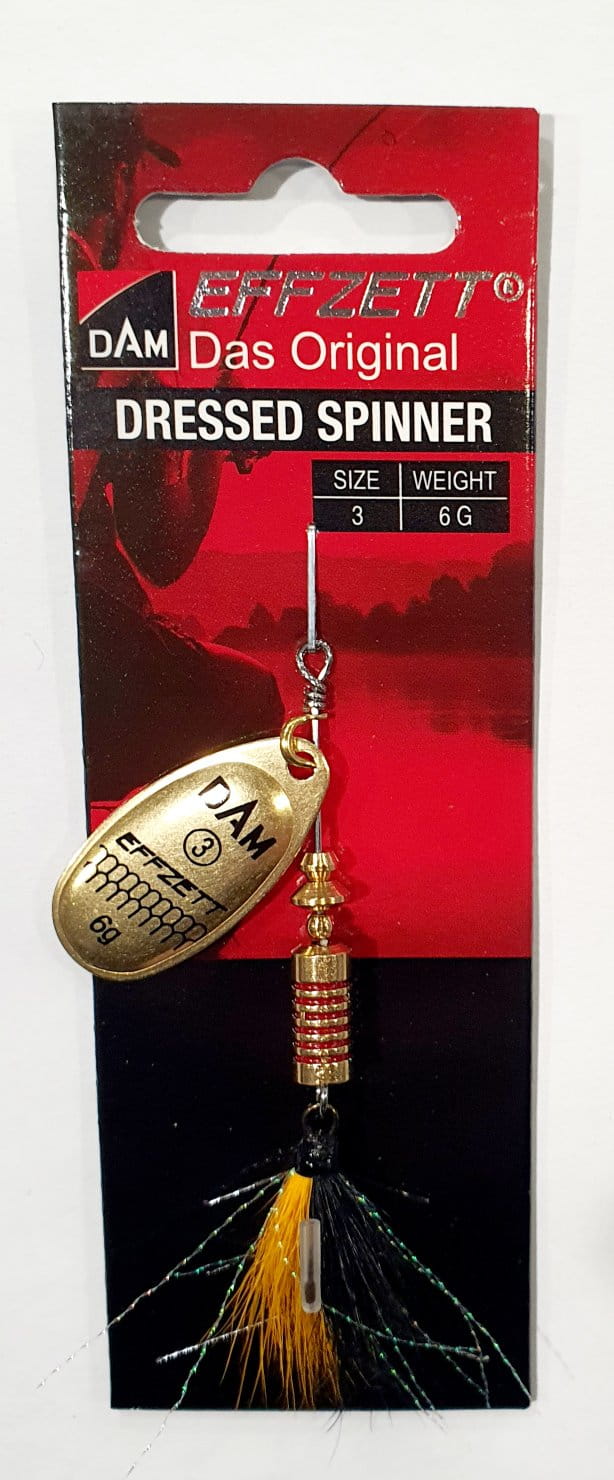 EFFZETT®
DAM
Das Original
DRESSED SPINNER
SIZE WEIGHT
3 6 G
DAM
3
EFFZETT
6g